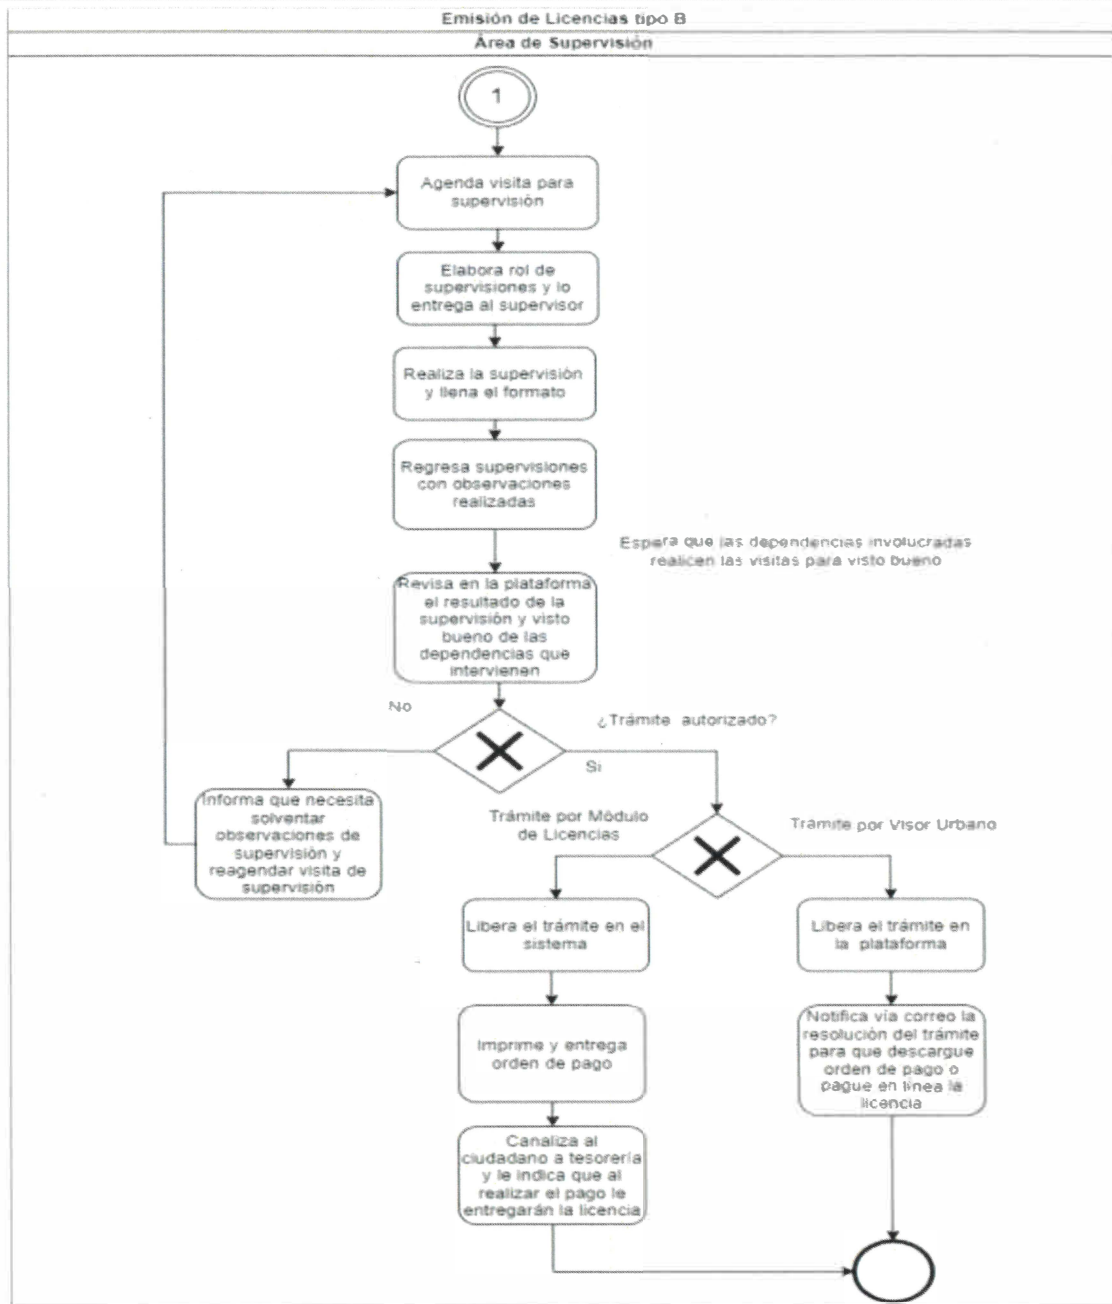 Emisión de Licencias tipo B
Área de Supervisión
1
Agenda visita para
supervisión
Elabora rol de
supervisiones y lo
entrega al supervisor
Realiza la supervisión
y llena el formato
Regresa supervisiones
con observaciones
realizadas
Espera que las dependencias involucradas
realicen las visitas para visto bueno
Revisa en la plataforma
el resultado de la
supervisión y visto
bueno de las
dependencias que
intervienen
No
¿Trámite autorizado?
Si
Informa que necesita
solventar
observaciones de
supervisión y
reagendar visita de
supervisión
Trámite por Módulo
de Licencias
Trámite por Visor Urbano
Libera el trámite en el
sistema
Libera el trámite en
la plataforma
Imprime y entrega
orden de pago
Notifica vía correo la
resolución del trámite
para que descargue
orden de pago o
pague en línea la
licencia
Canaliza al
ciudadano a tesorería
y le indica que al
realizar el pago le
entregarán la licencia